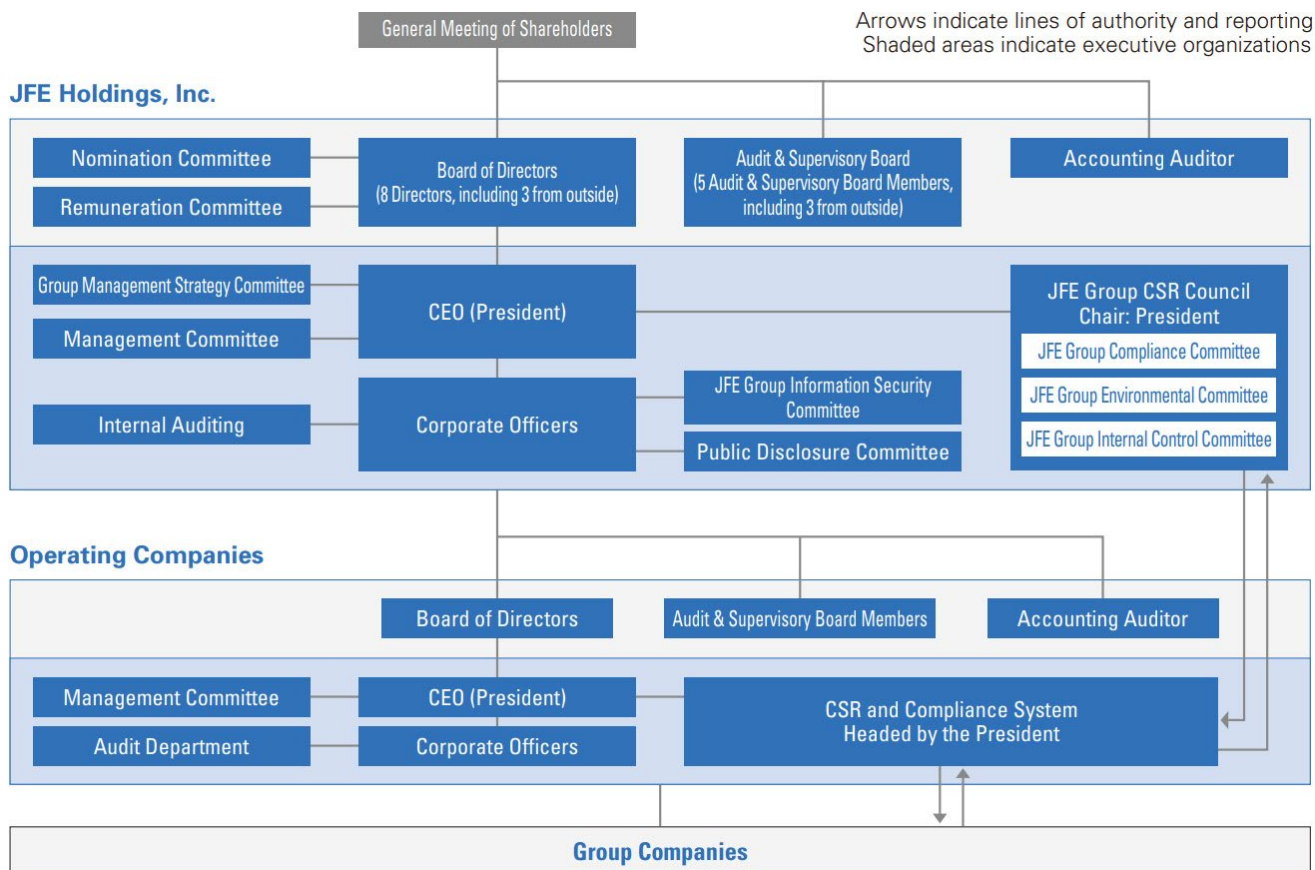 General Meeting of Shareholders
Arrows indicate lines of authority and reporting
Shaded areas indicate executive organizations
JFE Holdings, Inc.
Nomination Committee
Remuneration Committee
Board of Directors
(8 Directors, including 3 from outside)
Audit & Supervisory Board
(5 Audit & Supervisory Board Members,
including 3 from outside)
Accounting Auditor
Group Management Strategy Committee
Management Committee
CEO (President)
JFE Group CSR Council
Chair: President
JFE Group Compliance Committee
JFE Group Environmental Committee
JFE Group Internal Control Committee
Internal Auditing
Corporate Officers
JFE Group Information Security
Committee
Public Disclosure Committee
Operating Companies
Board of Directors
Audit & Supervisory Board Members
Accounting Auditor
Management Committee
CEO (President)
Audit Department
Corporate Officers
CSR and Compliance System
Headed by the President
Group Companies